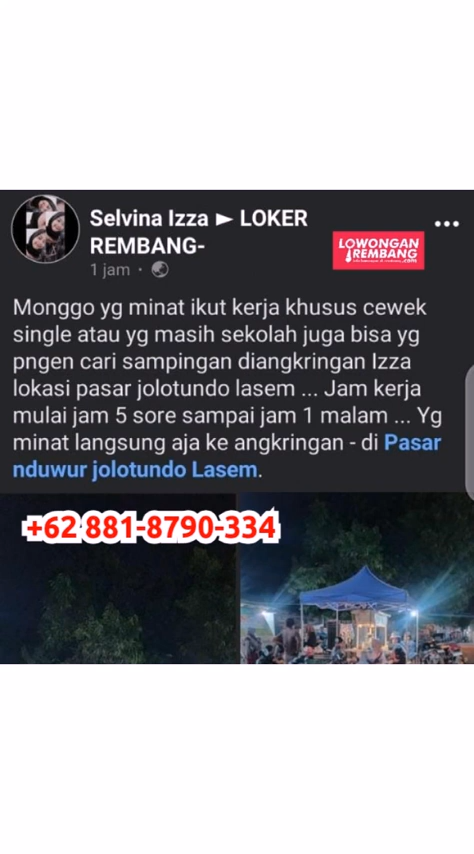 Selvina Izza ► LOKER
REMBANG-
1 jam ·
LOWONGAN
REMBANG
.com
Monggo yg minat ikut kerja khusus cewek
single atau yg masih sekolah juga bisa yg
pngen cari sampingan diangkringan Izza
lokasi pasar jolotundo lasem ... Jam kerja
mulai jam 5 sore sampai jam 1 malam ... Yg
minat langsung aja ke angkringan - di Pasar
nduwur jolotundo Lasem.
+62 881-8790-334